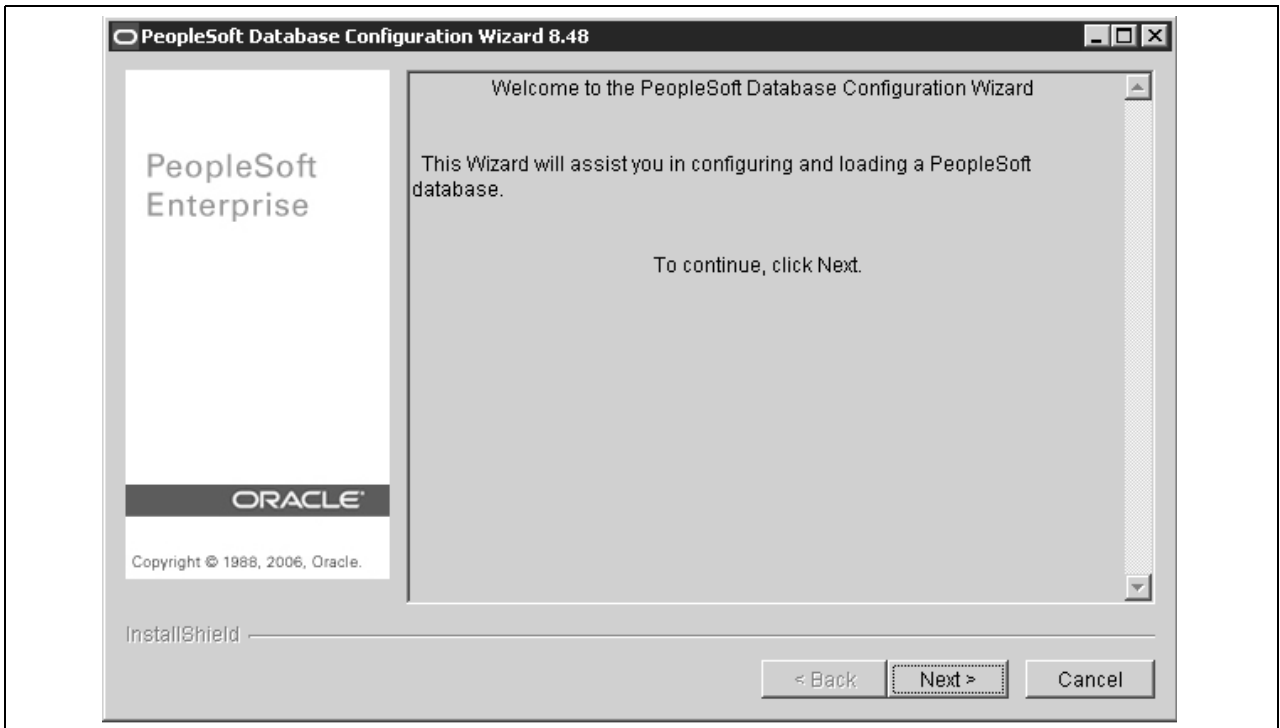 PeopleSoft Database Configuration Wizard 8.48
PeopleSoft
Enterprise
ORACLE
Copyright © 1988, 2006, Oracle.
Welcome to the PeopleSoft Database Configuration Wizard
This Wizard will assist you in configuring and loading a PeopleSoft
database.
To continue, click Next.
InstallShield
< Back
Next >
Cancel